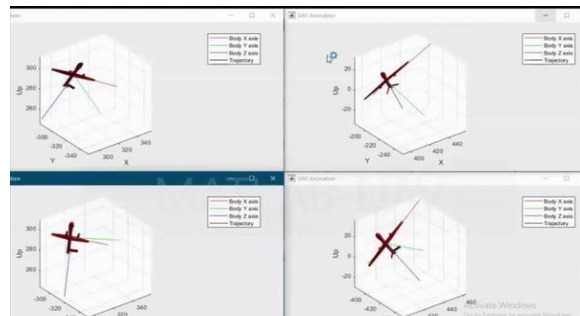 mation
UAV Animation
Body X axis
Body Y axis
Body Z axis
Trajectory
Up
300
280
260
-300
-320
-340
Y
300
320
340
X
Body X axis
Body Y axis
Body Z axis
Trajectory
Up
20
0
-20
-200
-220
-240
Y
400
420
440
X
UAV Animation
Body X axis
Body Y axis
Body Z axis
Trajectory
Up
300
280
260
-300
-320
340
Body X axis
Body Y axis
Body Z axis
Trajectory
Up
20
0
-20
-400
-420
440
460
Activate Windows